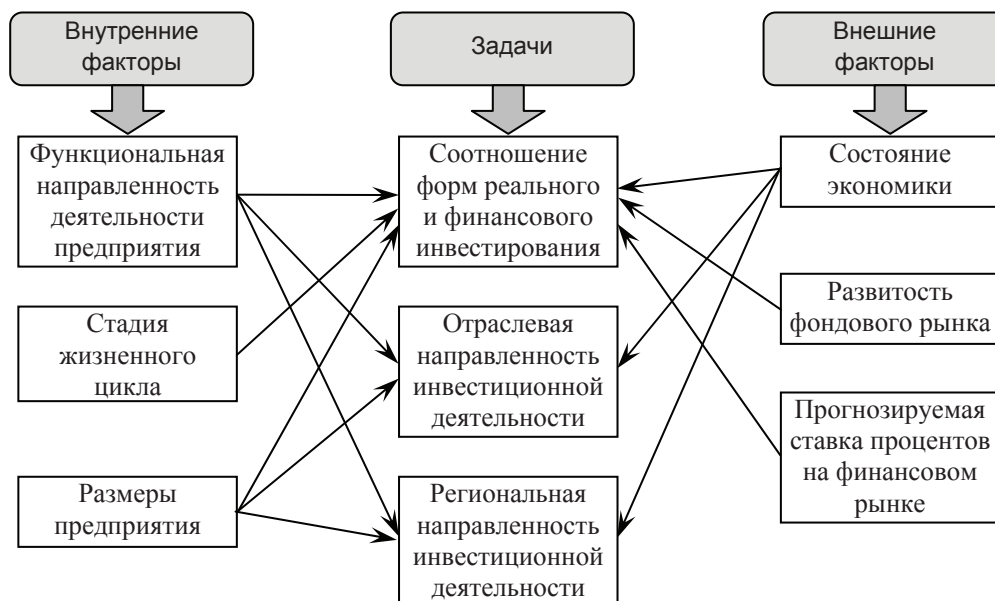 Внутренние
факторы
Задачи
Внешние
факторы
Функциональная
направленность
деятельности
предприятия
Стадия
жизненного
цикла
Размеры
предприятия
Соотношение
форм реального
и финансового
инвестирования
Отраслевая
направленность
инвестиционной
деятельности
Региональная
направленность
инвестиционной
деятельности
Состояние
экономики
Развитость
фондового рынка
Прогнозируемая
ставка процентов
на финансовом
рынке